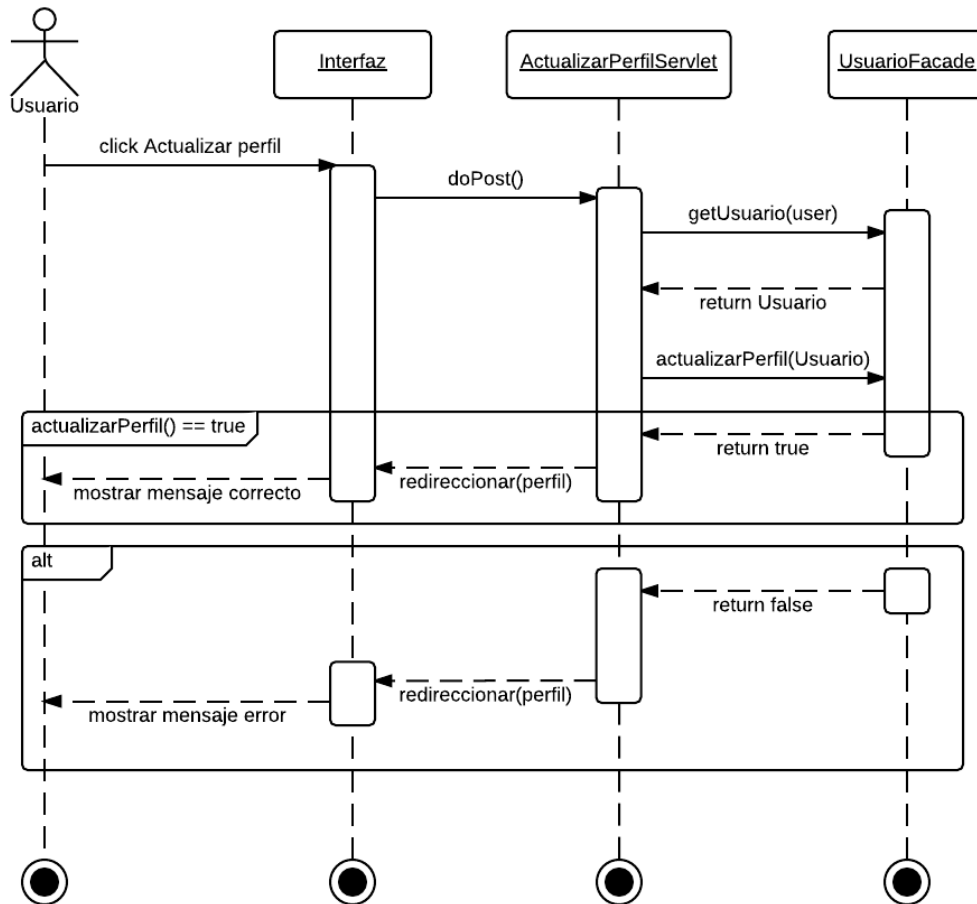 Usuario
Interfaz
ActualizarPerfilServlet
UsuarioFacade
click Actualizar perfil
doPost()
getUsuario(user)
return Usuario
actualizarPerfil(Usuario)
actualizarPerfil() == true
return true
redireccionar(perfil)
mostrar mensaje correcto
alt
return false
redireccionar(perfil)
mostrar mensaje error